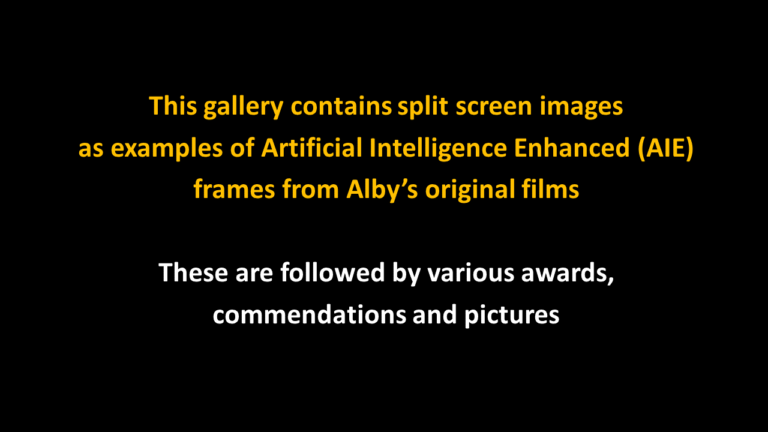 This gallery contains split screen images
as examples of Artificial Intelligence Enhanced (AIE)
frames from Alby’s original films
These are followed by various awards,
commendations and pictures